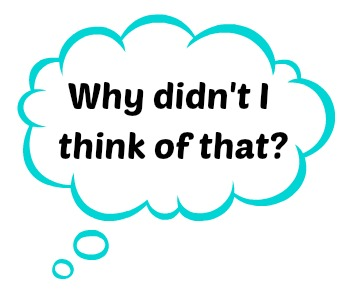 Why didn't I
think of that?